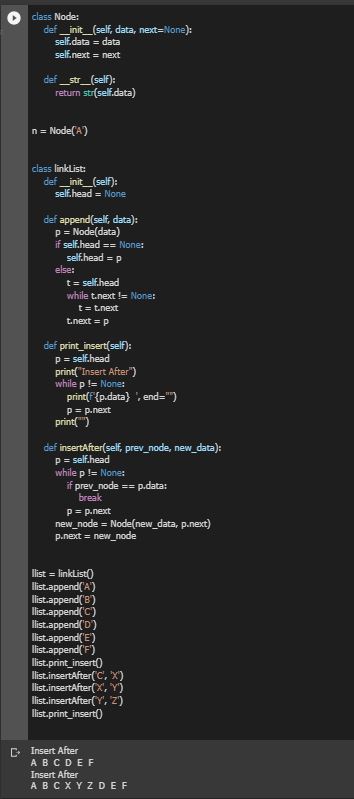 class Node:
    def __init__(self, data, next=None):
        self.data = data
        self.next = next

    def __str__(self):
        return str(self.data)


n = Node('A')


class linkList:
    def __init__(self):
        self.head = None

    def append(self, data):
        p = Node(data)
        if self.head == None:
            self.head = p
        else:
            t = self.head
            while t.next != None:
                t = t.next
            t.next = p

    def print_insert(self):
        p = self.head
        print("Insert After")
        while p != None:
            print(f'{p.data}  ', end="")
            p = p.next
        print("")

    def insertAfter(self, prev_node, new_data):
        p = self.head
        while p != None:
            if prev_node == p.data:
                break
            p = p.next
        new_node = Node(new_data, p.next)
        p.next = new_node


llist = linkList()
llist.append('A')
llist.append('B')
llist.append('C')
llist.append('D')
llist.append('E')
llist.append('F')
llist.print_insert()
llist.insertAfter('C', 'X')
llist.insertAfter('X', 'Y')
llist.insertAfter('Y', 'Z')
llist.print_insert()

Insert After
A  B  C  D  E  F
Insert After
A  B  C  X  Y  Z  D  E  F